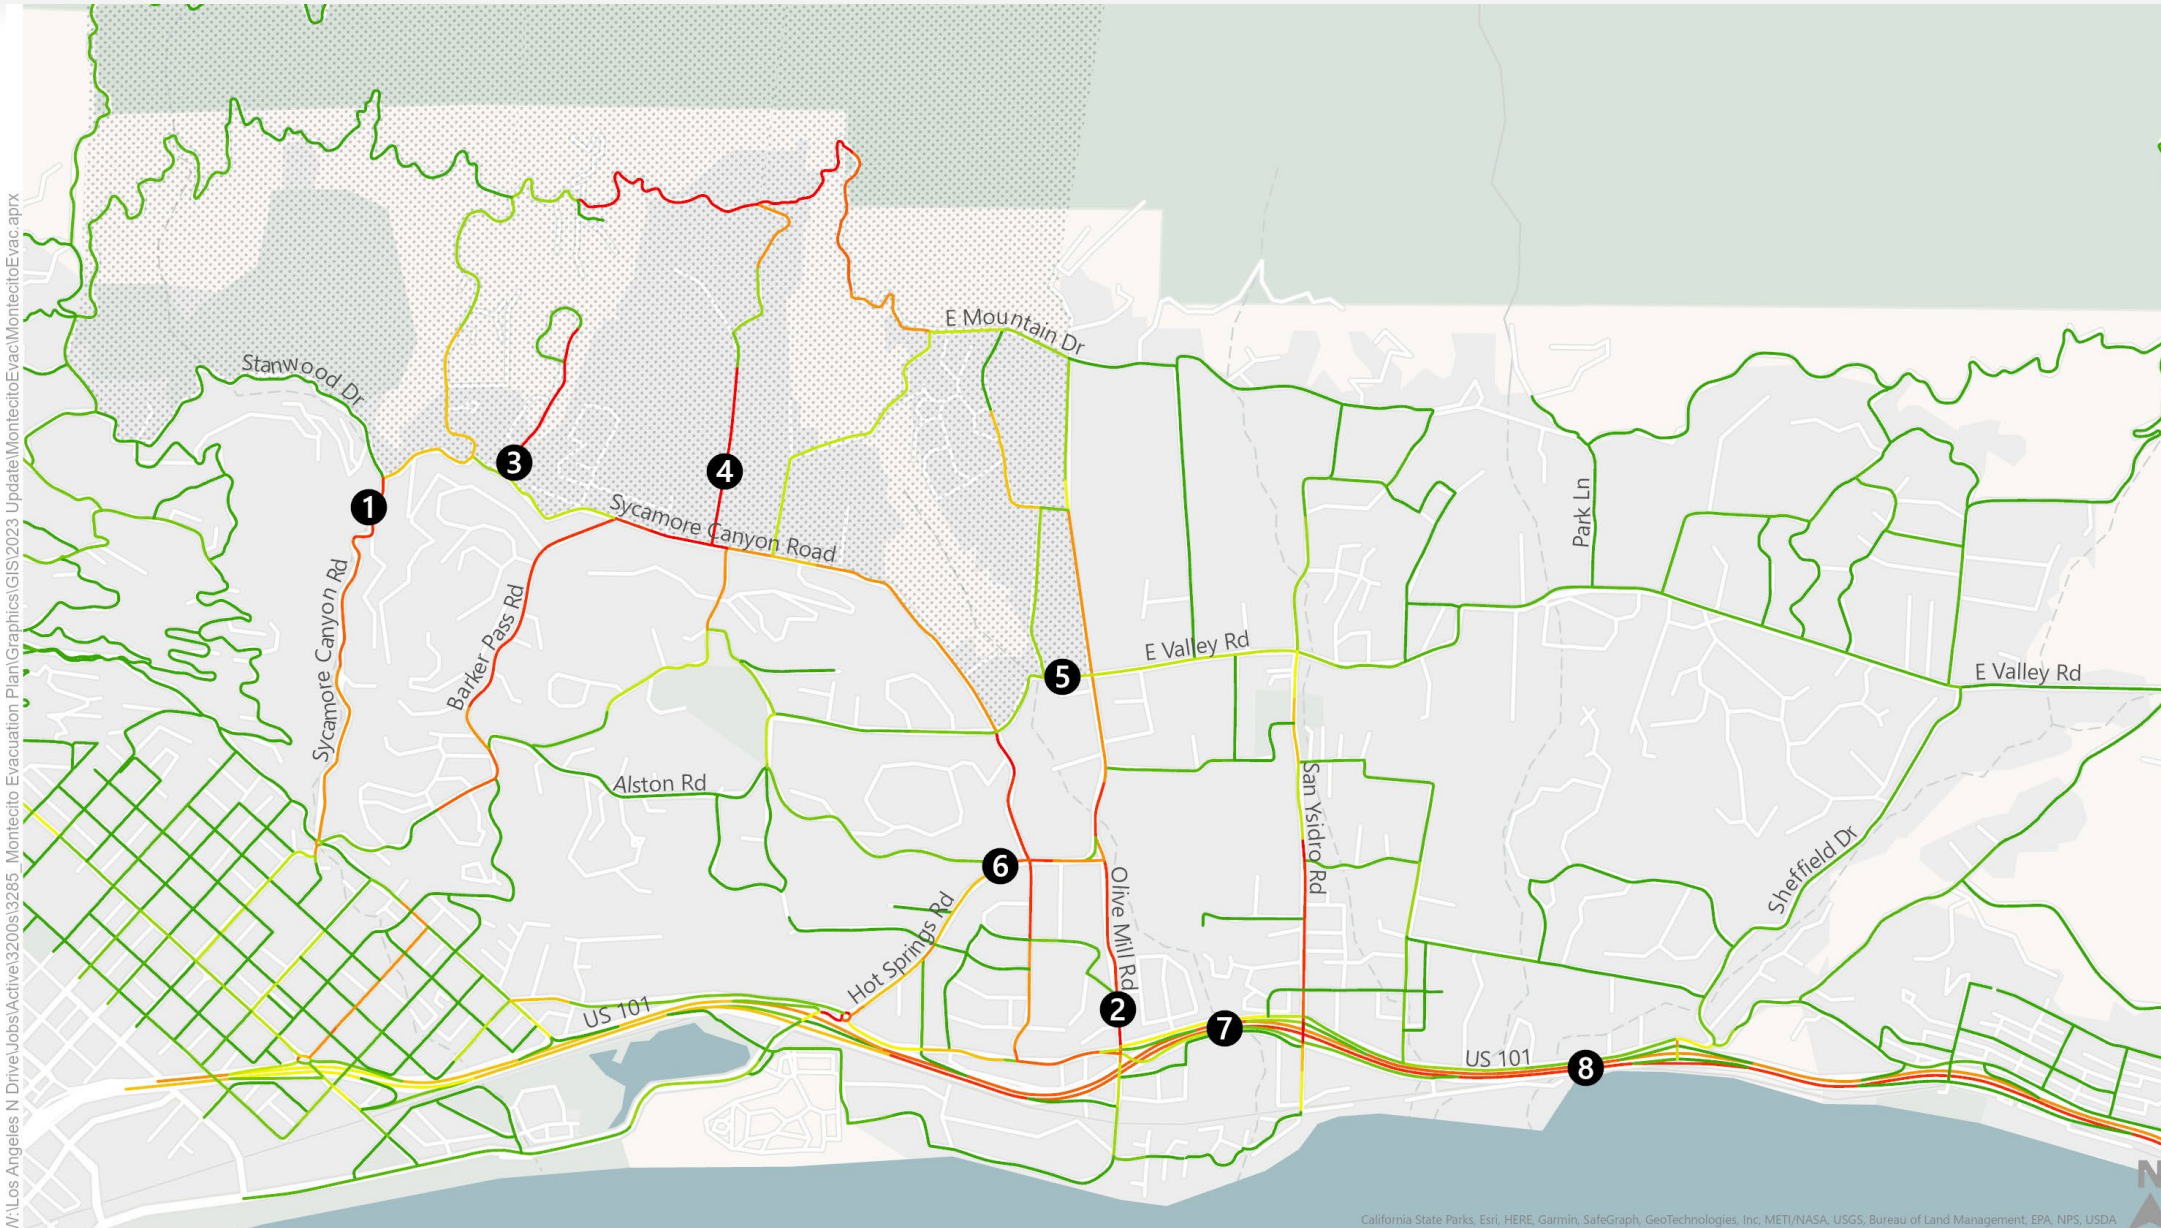 W:\Los Angeles N Drive\Jobs\Active\3200s\3285_Montecito Evacuation Plan\Graphics\GIS\2023 Update\MontecitoEvac\MontecitoEvac.aprx
E Mountain Dr
Stanwood Dr
3
4
1
Sycamore Canyon Road
Park Ln
Sycamore Canyon Rd
Barker Pass Rd
E Valley Rd
5
E Valley Rd
Alston Rd
San Ysidro Rd
6
Olive Mill Rd
Sheffield Dr
Hot Springs Rd
US 101
2
7
US 101
8
N
California State Parks, Esri, HERE, Garmin, SafeGraph, GeoTechnologies, Inc, METI/NASA, USGS, Bureau of Land Management, EPA, NPS, USDA